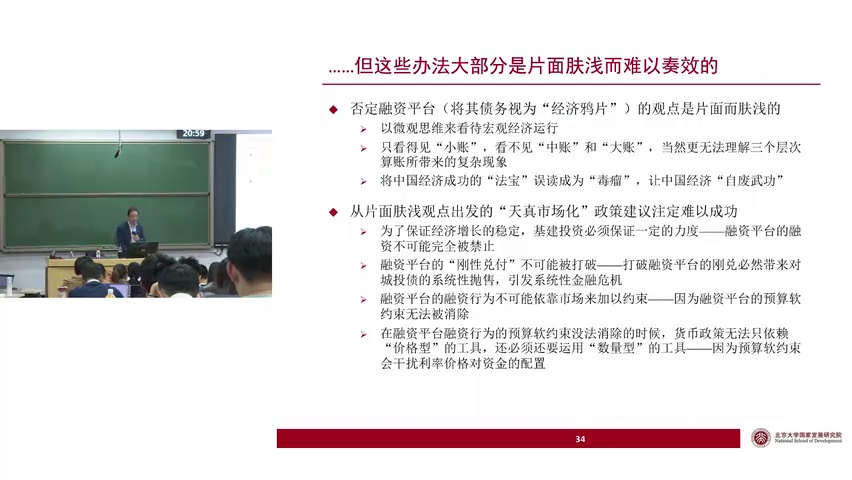 ……但这些办法大部分是片面肤浅而难以奏效的
20:59
◆ 否定融资平台（将其债务视为“经济鸦片”）的观点是片面而肤浅的
➢ 以微观思维来看待宏观经济运行
➢ 只看得见“小账”，看不见“中账”和“大账”，当然更无法理解三个层次
算账所带来的复杂现象
➢ 将中国经济成功的“法宝”误读成为“毒瘤”，让中国经济“自废武功”
◆ 从片面肤浅观点出发的“天真市场化”政策建议注定难以成功
➢ 为了保证经济增长的稳定，基建投资必须保证一定的力度——融资平台的融
资不可能完全被禁止
➢ 融资平台的“刚性兑付”不可能被打破——打破融资平台的刚兑必然带来对
城投债的系统性抛售，引发系统性金融危机
➢ 融资平台的融资行为不可能依靠市场来加以约束——因为融资平台的预算软
约束无法被消除
➢ 在融资平台融资行为的预算软约束没法消除的时候，货币政策无法只依赖
“价格型”的工具，还必须还要运用“数量型”的工具——因为预算软约束
会干扰利率价格对资金的配置
34
北京大学国家发展研究院
National School of Development